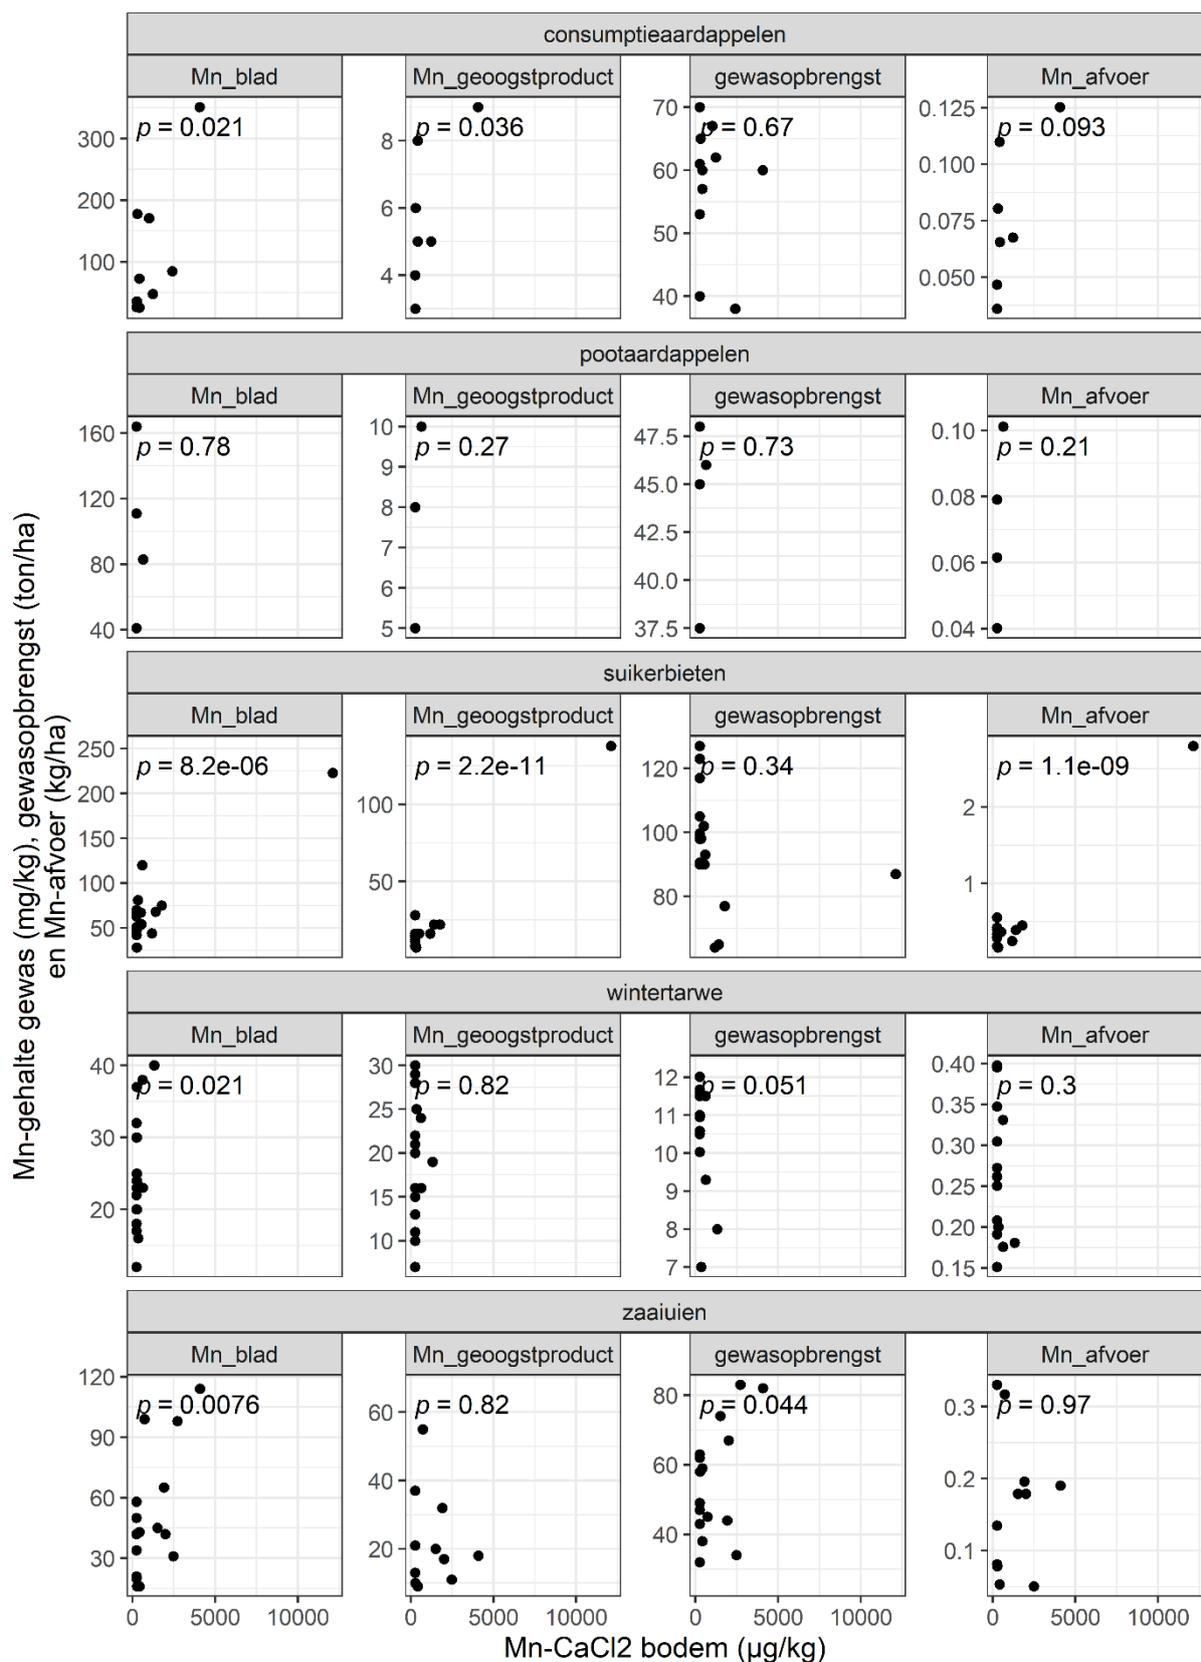 consumptieaardappelen
Mn_blad Mn_geoogstproduct gewasopbrengst Mn_afvoer
p = 0.021 p = 0.036 p = 0.67 p = 0.093
300 200 100
8 6 4
70 60 50 40
0.125 0.100 0.075 0.050
pootaardappelen
Mn_blad Mn_geoogstproduct gewasopbrengst Mn_afvoer
p = 0.78 p = 0.27 p = 0.73 p = 0.21
160 120 80 40
10 9 8 7 6 5
47.5 45.0 42.5 40.0 37.5
0.10 0.08 0.06 0.04
suikerbieten
Mn_blad Mn_geoogstproduct gewasopbrengst Mn_afvoer
p = 8.2e-06 p = 2.2e-11 p = 0.34 p = 1.1e-09
250 200 150 100 50
100 50
120 100 80
2 1
wintertarwe
Mn_blad Mn_geoogstproduct gewasopbrengst Mn_afvoer
p = 0.021 p = 0.82 p = 0.051 p = 0.3
40 30 20
30 25 20 15 10
12 11 10 9 8 7
0.40 0.35 0.30 0.25 0.20 0.15
zaaiuien
Mn_blad Mn_geoogstproduct gewasopbrengst Mn_afvoer
p = 0.0076 p = 0.82 p = 0.044 p = 0.97
120 90 60 30
60 40 20
80 60 40
0.3 0.2 0.1
0 5000 10000 0 5000 10000 0 5000 10000 0 5000 10000
Mn-CaCl2 bodem (µg/kg)
Mn-gehalte gewas (mg/kg), gewasopbrengst (ton/ha)
en Mn-afvoer (kg/ha)